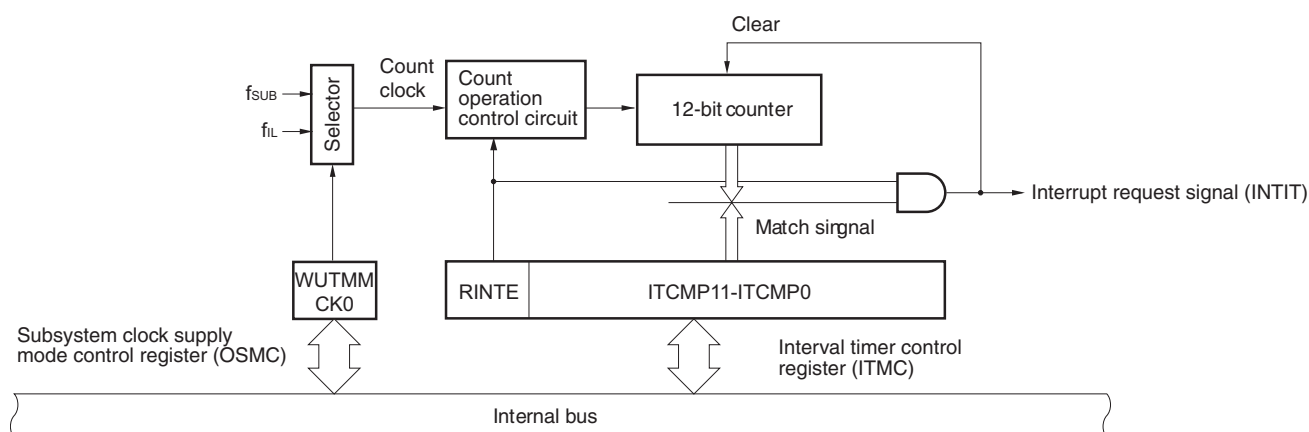 Clear
Count
clock
fSUB
fIL
Selector
Count
operation
control circuit
12-bit counter
Interrupt request signal (INTIT)
Match singnal
WUTMM
CK0
RINTE
ITCMP11-ITCMP0
Subsystem clock supply
mode control register (OSMC)
Interval timer control
register (ITMC)
Internal bus